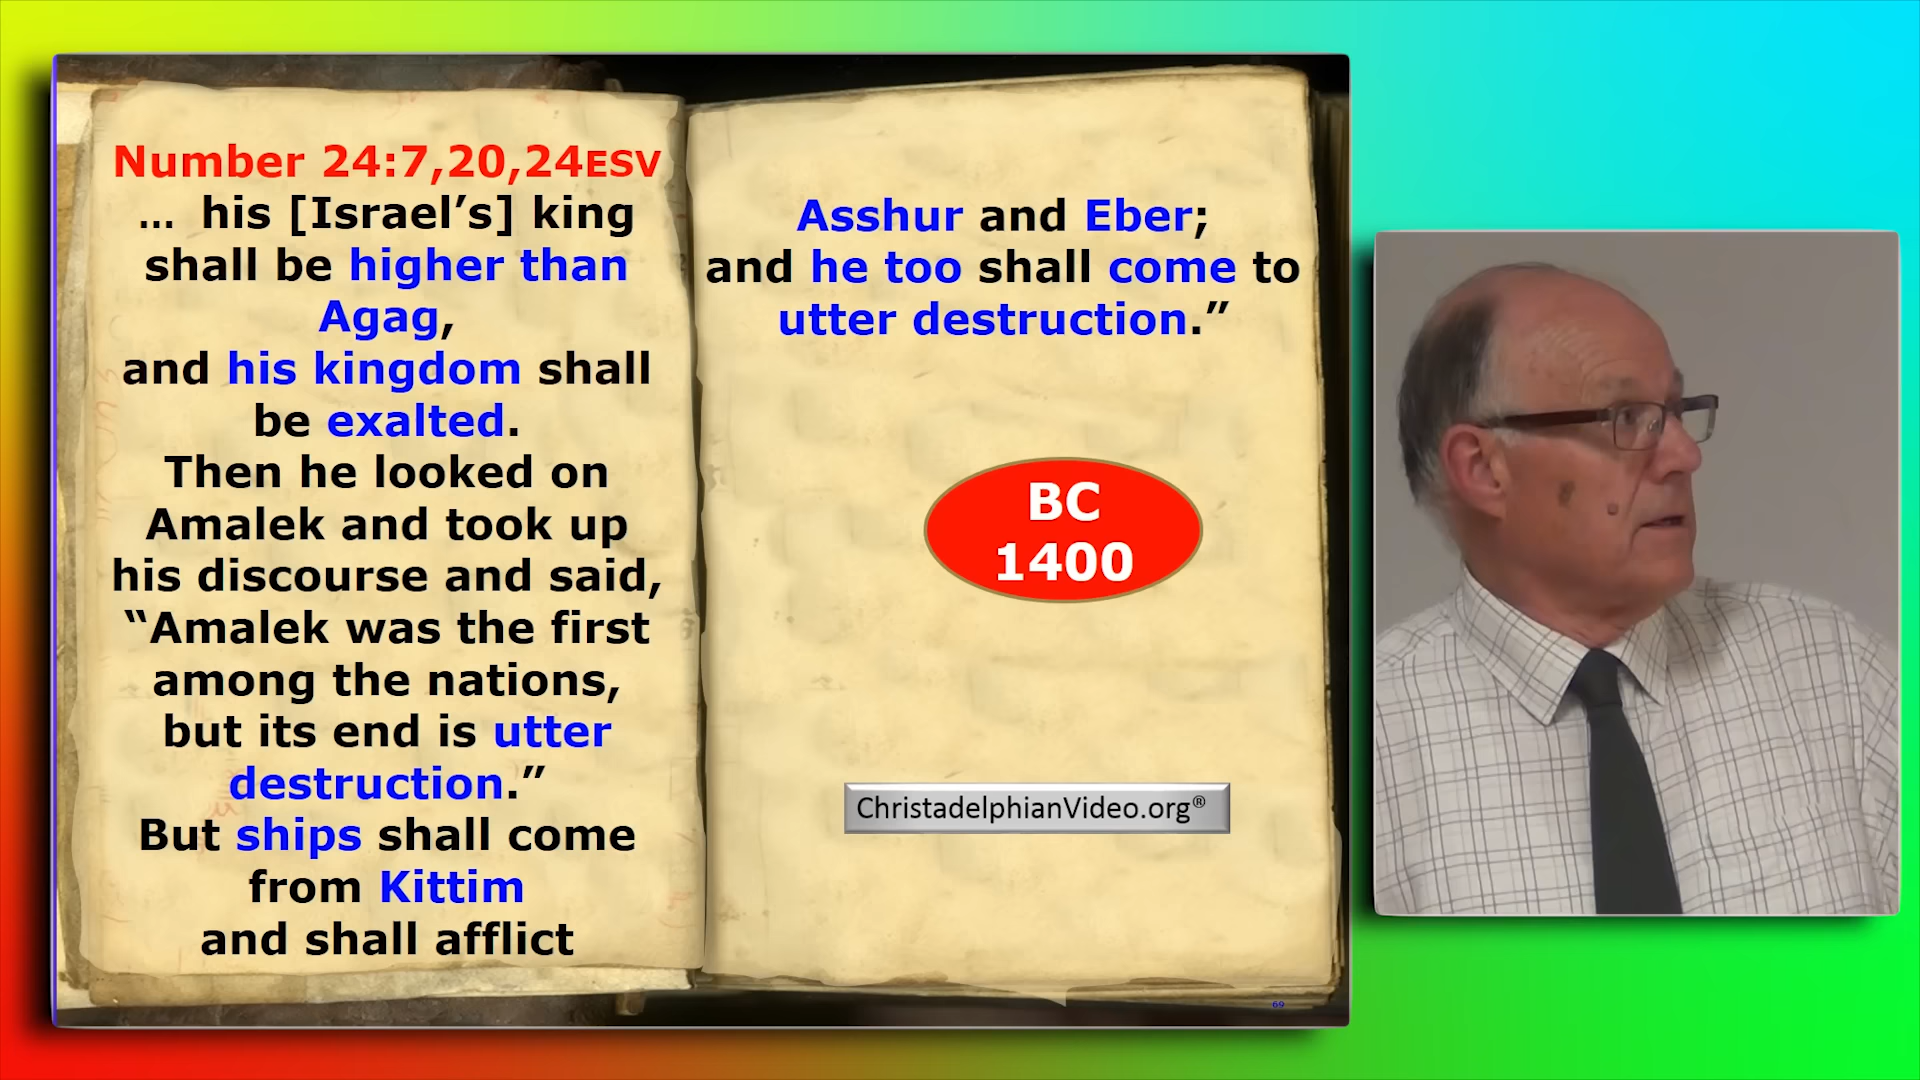 Number 24:7,20,24ESV
… his [Israel’s] king
shall be higher than
Agag,
and his kingdom shall
be exalted.
Then he looked on
Amalek and took up
his discourse and said,
“Amalek was the first
among the nations,
but its end is utter
destruction.”
But ships shall come
from Kittim
and shall afflict
Asshur and Eber;
and he too shall come to
utter destruction.”
BC
1400
ChristadelphianVideo.org®
69